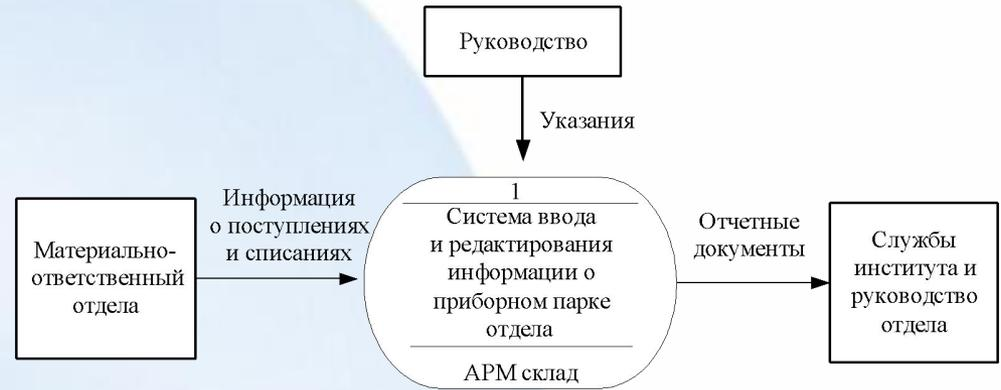 Руководство
Указания
Информация
о поступлениях
и списаниях
Материально-
ответственный
отдела
1
Система ввода
и редактирования
информации о
приборном парке
отдела
АРМ склад
Отчетные
документы
Службы
института и
руководство
отдела